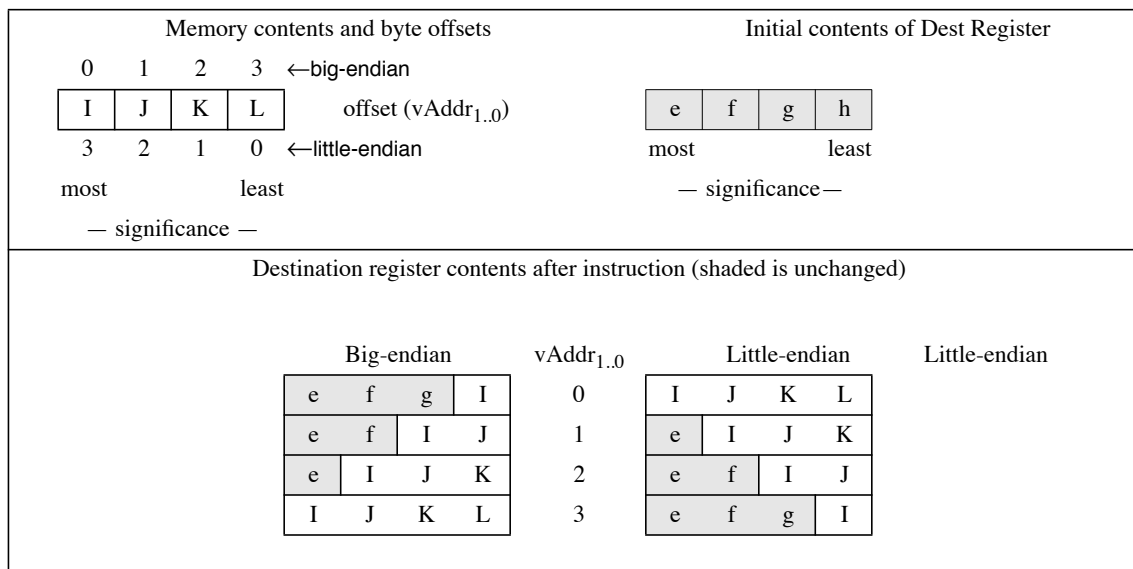 Memory contents and byte offsets Initial contents of Dest Register
0 1 2 3 ←big-endian
I J K L offset (vAddr1..0) e f g h
3 2 1 0 ←little-endian most least
most least — significance—
— significance —
Destination register contents after instruction (shaded is unchanged)
Big-endian vAddr1..0 Little-endian Little-endian
e f g I 0 I J K L
e f I J 1 e I J K
e I J K 2 e f I J
I J K L 3 e f g I